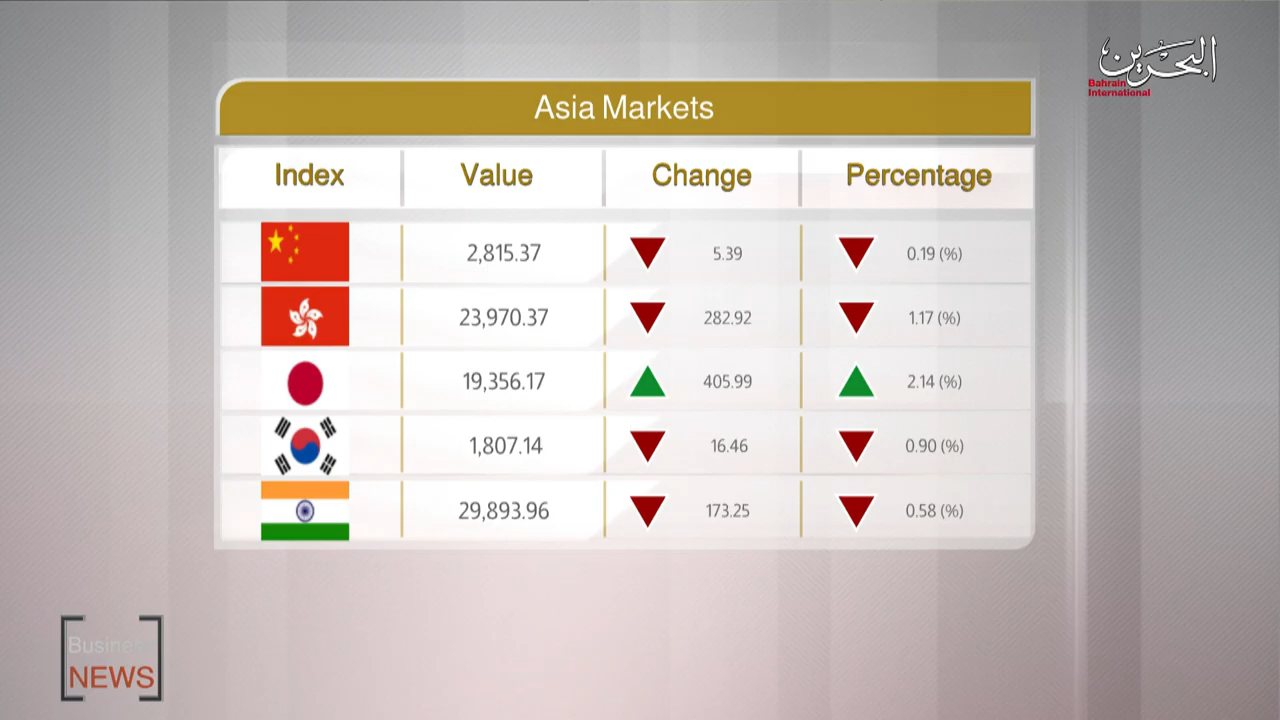 البحرين
Bahrain
International
Asia Markets
Index Value Change Percentage
2,815.37 5.39 0.19 (%)
23,970.37 282.92 1.17 (%)
19,356.17 405.99 2.14 (%)
1,807.14 16.46 0.90 (%)
29,893.96 173.25 0.58 (%)
Business
NEWS